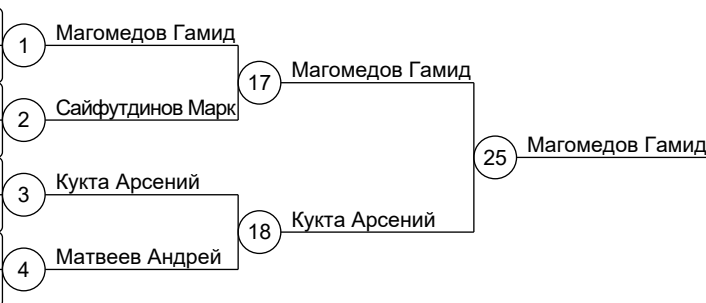 1 Магомедов Гамид
17 Магомедов Гамид
2 Сайфутдинов Марк
25 Магомедов Гамид
3 Кукта Арсений
18 Кукта Арсений
4 Матвеев Андрей